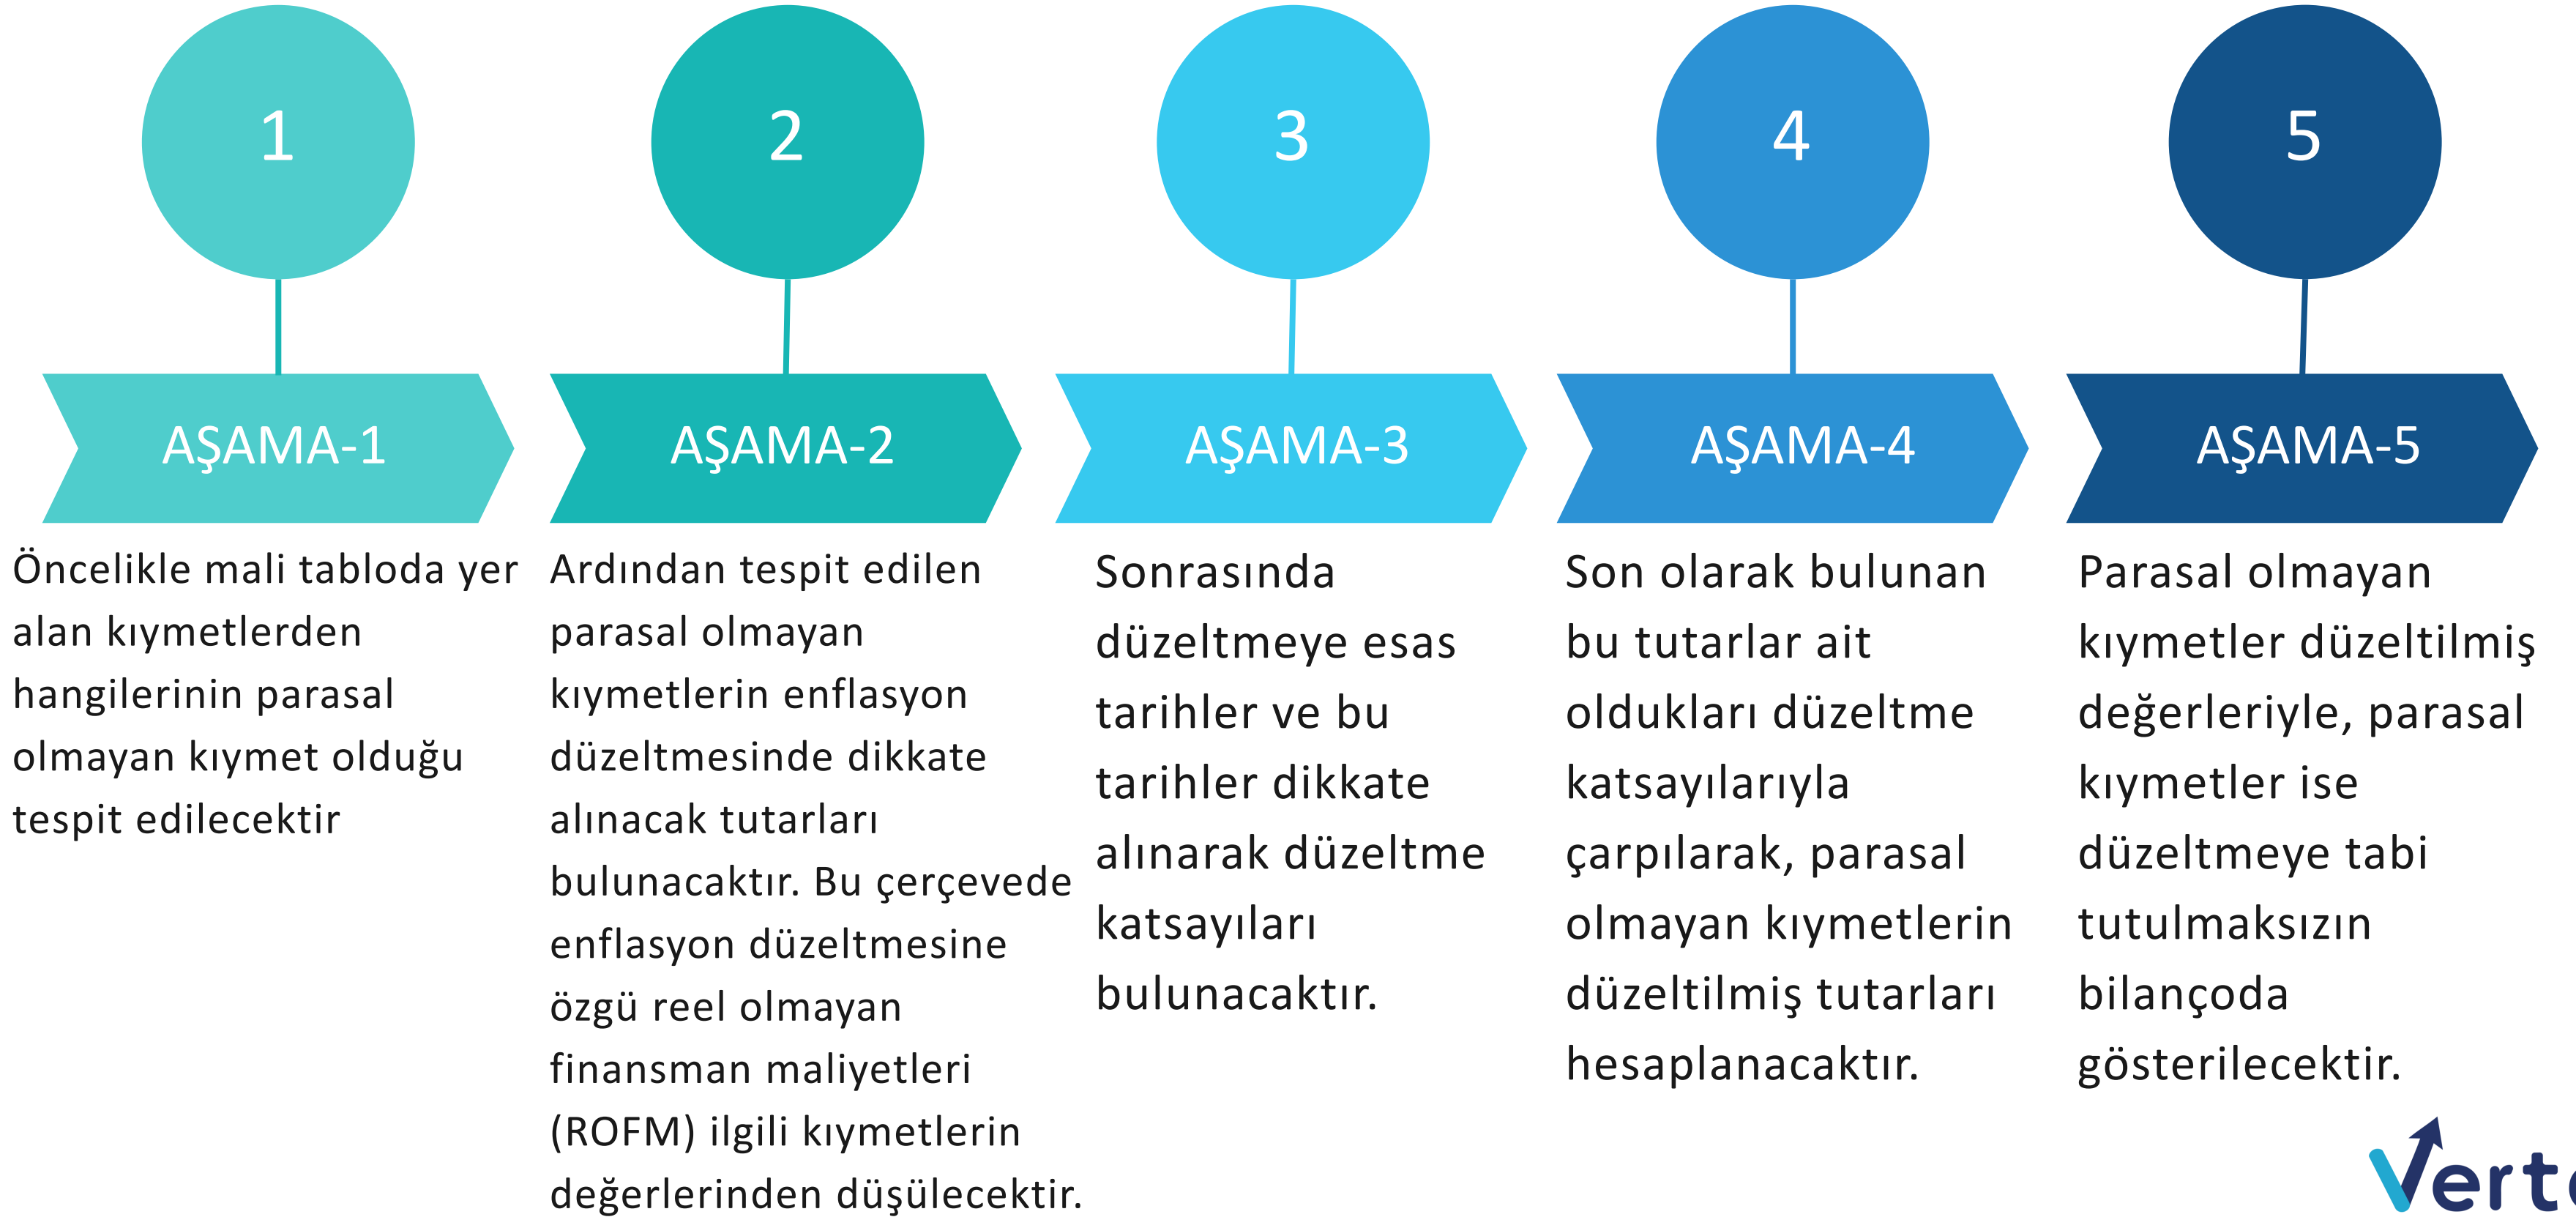 1
AŞAMA-1
Öncelikle mali tabloda yer
alan kıymetlerden
hangilerinin parasal
olmayan kıymet olduğu
tespit edilecektir
2
AŞAMA-2
Ardından tespit edilen
parasal olmayan
kıymetlerin enflasyon
düzeltmesinde dikkate
alınacak tutarları
bulunacaktır. Bu çerçevede
enflasyon düzeltmesine
özgü reel olmayan
finansman maliyetleri
(ROFM) ilgili kıymetlerin
değerlerinden düşülecektir.
3
AŞAMA-3
Sonrasında
düzeltmeye esas
tarihler ve bu
tarihler dikkate
alınarak düzeltme
katsayıları
bulunacaktır.
4
AŞAMA-4
Son olarak bulunan
bu tutarlar ait
oldukları düzeltme
katsayılarıyla
çarpılarak, parasal
olmayan kıymetlerin
düzeltilmiş tutarları
hesaplanacaktır.
5
AŞAMA-5
Parasal olmayan
kıymetler düzeltilmiş
değerleriyle, parasal
kıymetler ise
düzeltmeye tabi
tutulmaksızın
bilançoda
gösterilecektir.